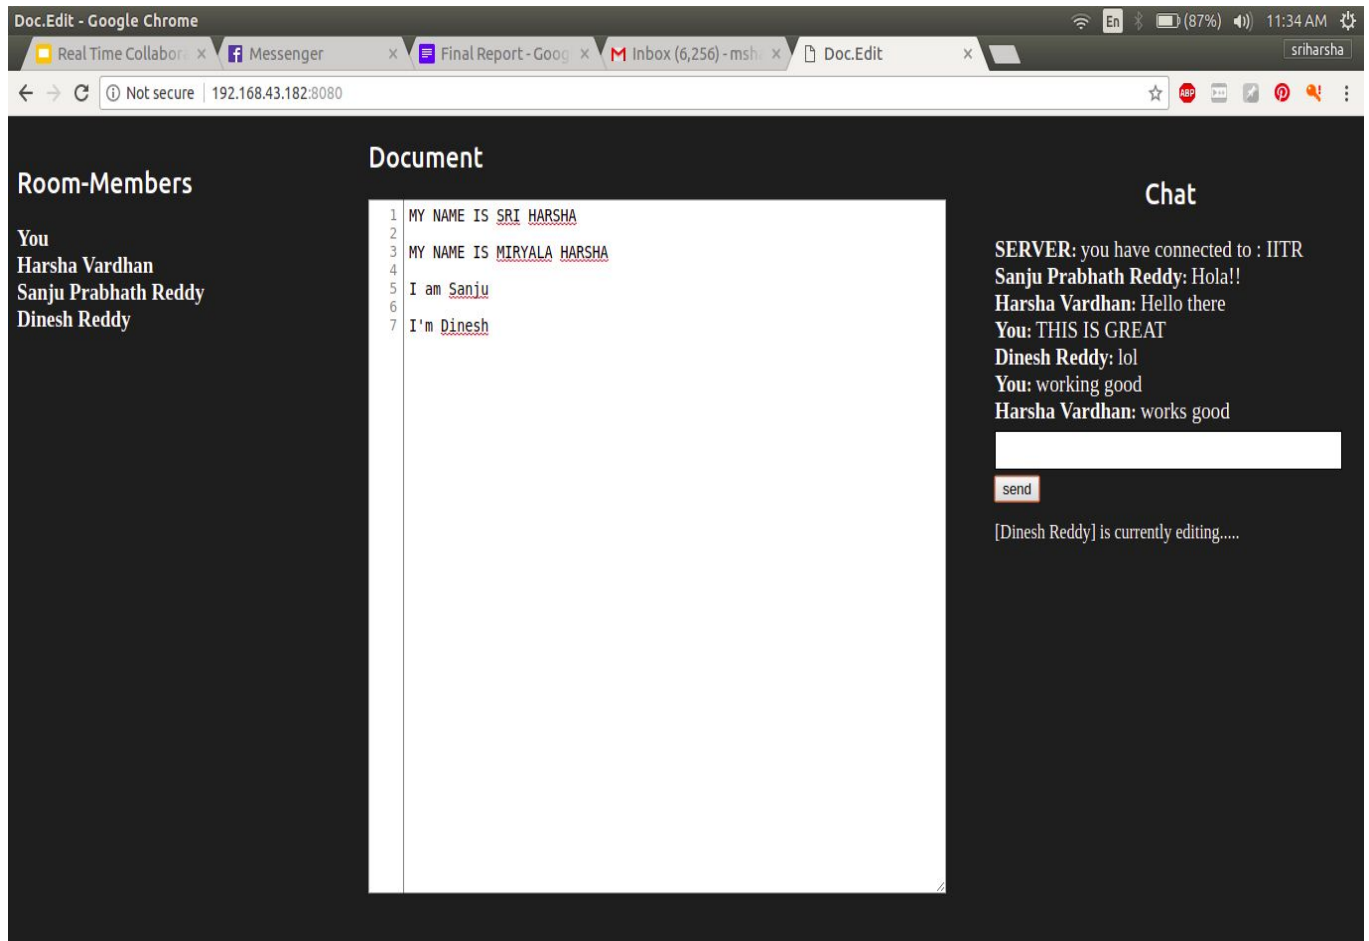 Doc.Edit - Google Chrome
En (87%) 11:34 AM
Real Time Collabor
Messenger
Final Report - Goog
Inbox (6,256) - msh
Doc.Edit
sriharsha
Not secure 192.168.43.182:8080
ABP
Room-Members
You
Harsha Vardhan
Sanju Prabhath Reddy
Dinesh Reddy
Document
1 MY NAME IS SRI HARSHA
2
3 MY NAME IS MIRYALA HARSHA
4
5 I am Sanju
6
7 I'm Dinesh
Chat
SERVER: you have connected to : IITR
Sanju Prabhath Reddy: Hola!!
Harsha Vardhan: Hello there
You: THIS IS GREAT
Dinesh Reddy: lol
You: working good
Harsha Vardhan: works good
send
[Dinesh Reddy] is currently editing.....